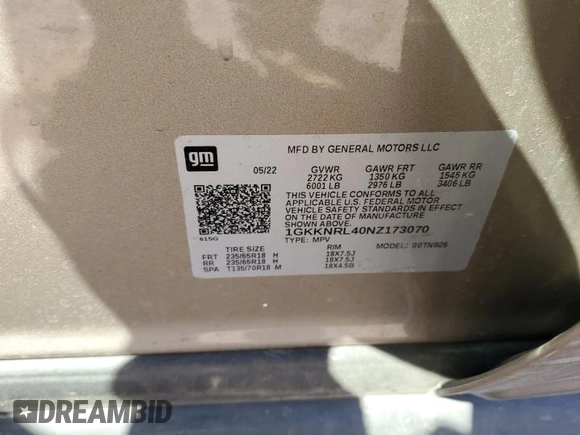 gm
MFD BY GENERAL MOTORS LLC
05/22 GVWR GAWR FRT GAWR RR
2722 KG 1350 KG 1545 KG
6001 LB 2976 LB 3406 LB
THIS VEHICLE CONFORMS TO ALL
APPLICABLE U.S. FEDERAL MOTOR
VEHICLE SAFETY STANDARDS IN EFFECT
ON THE DATE OF MANUFACTURE
SHOWN ABOVE.
1GKKNRL40NZ173070
TYPE: MPV MODEL: 00TNB26
615G
TIRE SIZE RIM
FRT 235/65R18 H 18X7.5J
RR 235/65R18 H 18X7.5J
SPA T135/70R18 M 18X4.5B
DREAMBID